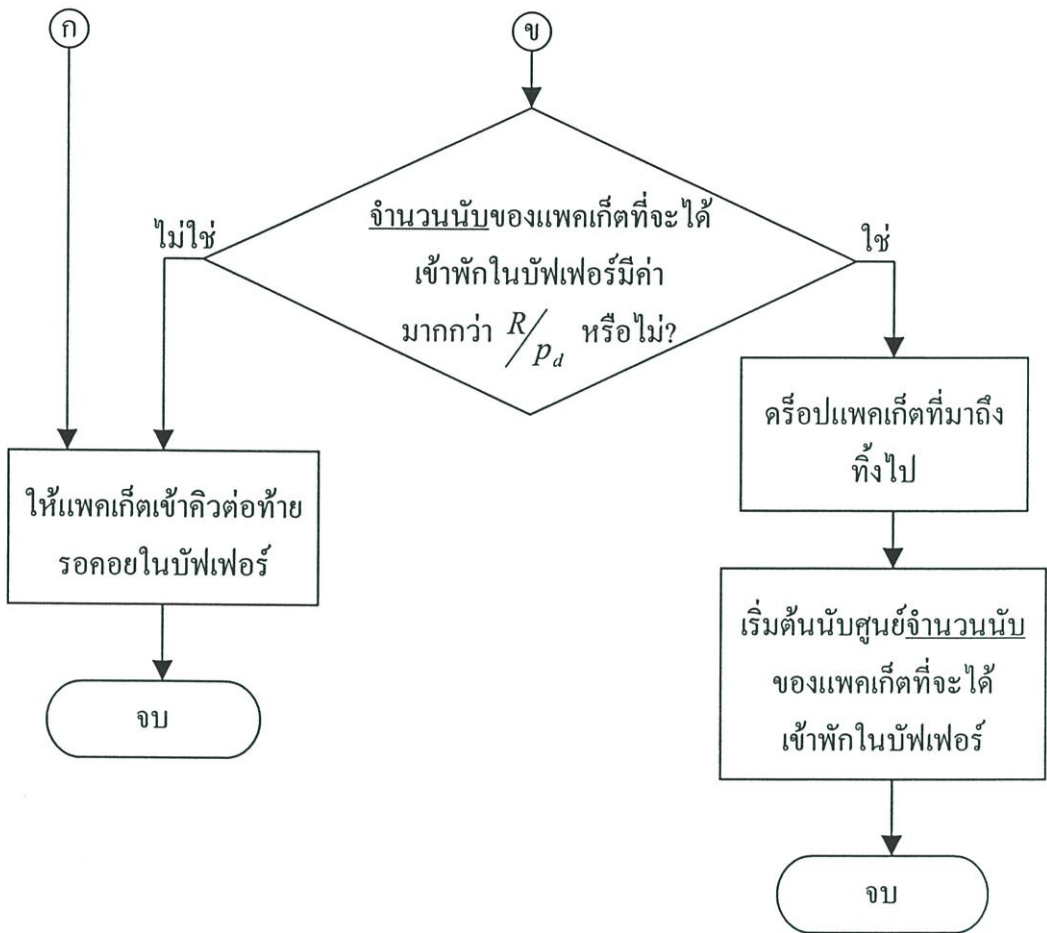 ก
ข
จำนวนนับของแพคเก็ตที่จะได้
เข้าพักในบัฟเฟอร์มีค่า
มากกว่า R/p_d หรือไม่?
ไม่ใช่
ใช่
ให้แพคเก็ตเข้าคิวต่อท้าย
รอคอยในบัฟเฟอร์
จบ
ดร็อปแพคเก็ตที่มาถึง
ทิ้งไป
เริ่มต้นนับศูนย์จำนวนนับ
ของแพคเก็ตที่จะได้
เข้าพักในบัฟเฟอร์
จบ